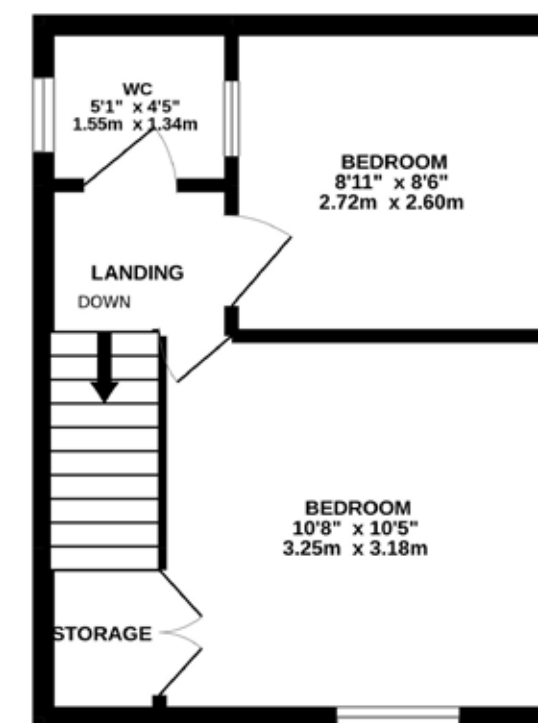 WC
5'1" x 4'5"
1.55m x 1.34m
BEDROOM
8'11" x 8'6"
2.72m x 2.60m
LANDING
DOWN
BEDROOM
10'8" x 10'5"
3.25m x 3.18m
STORAGE